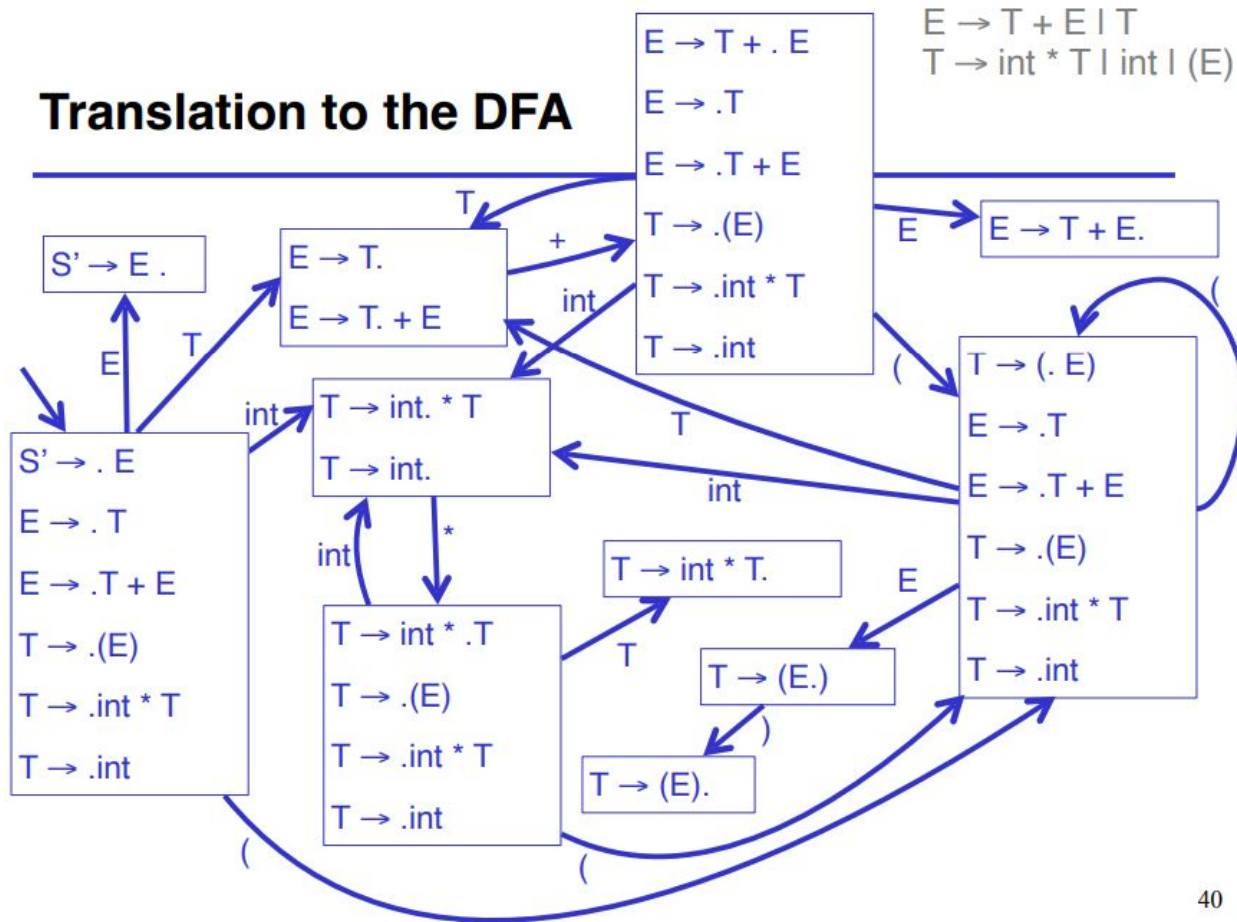 E → T + E | T
T → int * T | int | (E)
Translation to the DFA
E → T + . E
E → .T
E → .T + E
T → .(E)
T → .int * T
T → .int
T
+
int
E
(
E → T + E.
S' → E .
E
T
int
E → T.
E → T. + E
T → int. * T
T → int.
int
*
T
int
(
T → (. E)
E → .T
E → .T + E
T → .(E)
T → .int * T
T → .int
S' → . E
E → . T
E → .T + E
T → .(E)
T → .int * T
T → .int
(
T → int * .T
T → .(E)
T → .int * T
T → .int
(
T
T → int * T.
E
T → (E.)
)
T → (E).
40